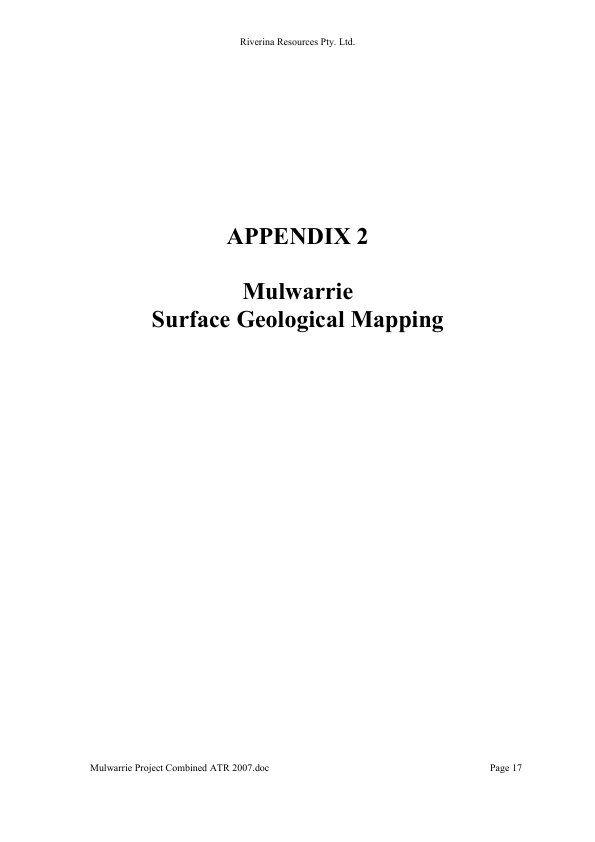 Riverina Resources Pty. Ltd.
APPENDIX 2
Mulwarrie
Surface Geological Mapping
Mulwarrie Project Combined ATR 2007.doc Page 17